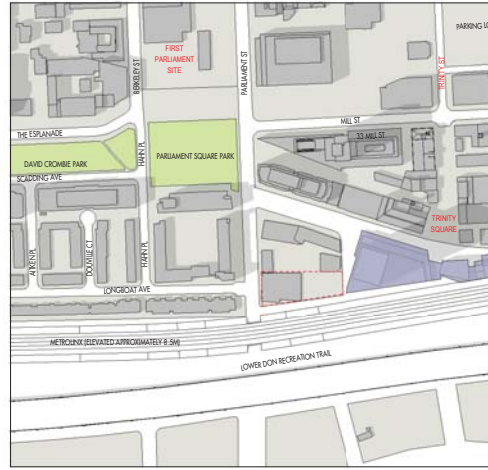 PARKING LO
FIRST
PARLIAMENT
SITE
BERKELEY ST
PARLIAMENT ST
TRINITY ST
MILL ST
THE ESPLANADE
33 MILL ST
HAHN PL
DAVID CROMBIE PARK
PARLIAMENT SQUARE PARK
SCADDING AVE
TRINITY
SQUARE
AITKEN PL
DOUVILLE CT
HAHN PL
LONGBOAT AVE
METROLINX (ELEVATED APPROXIMATELY 8.5M)
LOWER DON RECREATION TRAIL